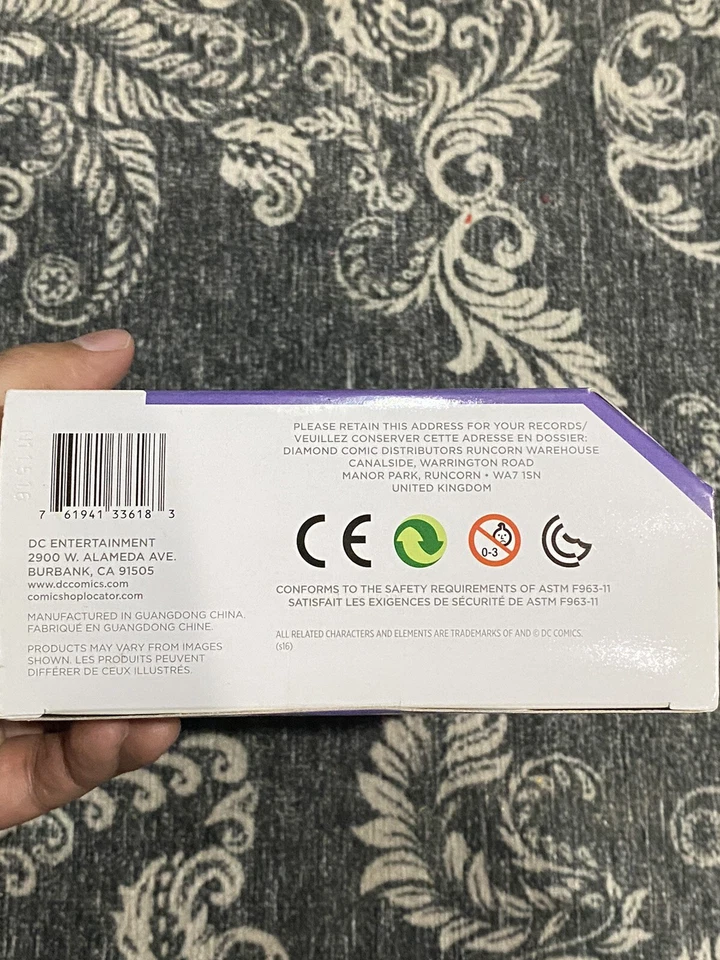 7 61941 33618 3
DC ENTERTAINMENT
2900 W. ALAMEDA AVE.
BURBANK, CA 91505
www.dccomics.com
comicshoplocator.com
MANUFACTURED IN GUANGDONG CHINA.
FABRIQUÉ EN GUANGDONG CHINE.
PRODUCTS MAY VARY FROM IMAGES
SHOWN. LES PRODUITS PEUVENT
DIFFÉRER DE CEUX ILLUSTRÉS.
PLEASE RETAIN THIS ADDRESS FOR YOUR RECORDS/
VEUILLEZ CONSERVER CETTE ADRESSE EN DOSSIER:
DIAMOND COMIC DISTRIBUTORS RUNCORN WAREHOUSE
CANALSIDE, WARRINGTON ROAD
MANOR PARK, RUNCORN • WA7 1SN
UNITED KINGDOM
CE
0-3
CONFORMS TO THE SAFETY REQUIREMENTS OF ASTM F963-11
SATISFAIT LES EXIGENCES DE SÉCURITÉ DE ASTM F963-11
ALL RELATED CHARACTERS AND ELEMENTS ARE TRADEMARKS OF AND © DC COMICS.
(s16)